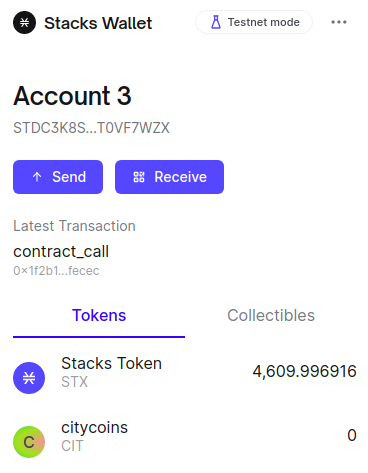 Stacks Wallet
Testnet mode
Account 3
STDC3K8S...T0VF7WZX
Send
Receive
Latest Transaction
contract_call
0×1f2b1...fecec
Tokens
Collectibles
Stacks Token
4,609.996916
STX
C
citycoins
0
CIT